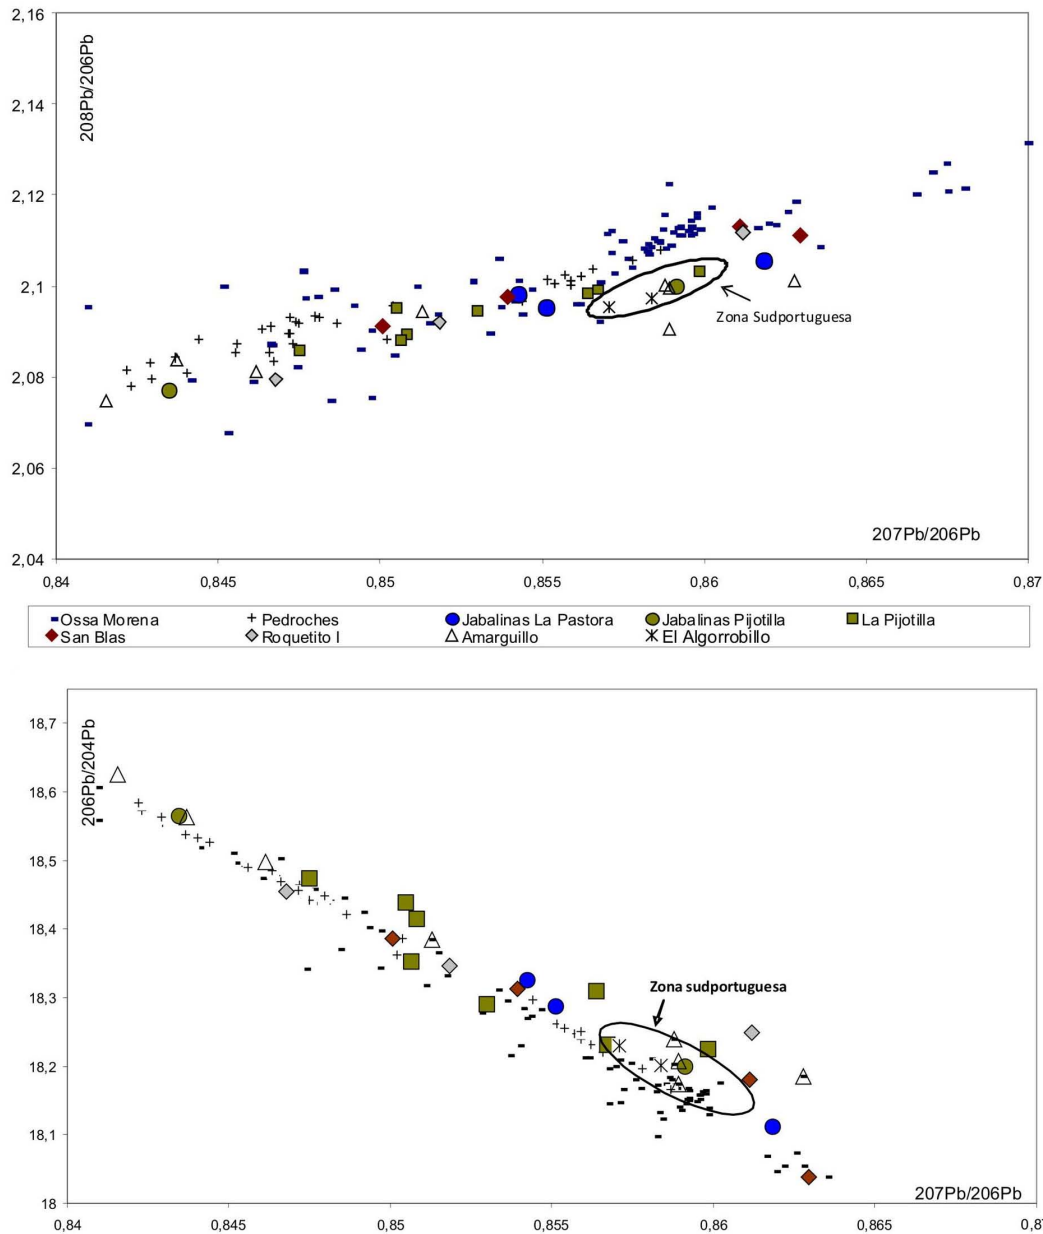 2,16
208Pb/206Pb
2,14
2,12
2,1
Zona Sudportuguesa
2,08
2,06
207Pb/206Pb
2,04
0,84 0,845 0,85 0,855 0,86 0,865 0,87
Ossa Morena Pedroches Jabalinas La Pastora Jabalinas Pijotilla La Pijotilla
San Blas Roquetito I Amarguillo El Algorrobillo
18,7
206Pb/204Pb
18,6
18,5
18,4
Zona sudportuguesa
18,3
18,2
18,1
207Pb/206Pb
18
0,84 0,845 0,85 0,855 0,86 0,865 0,8